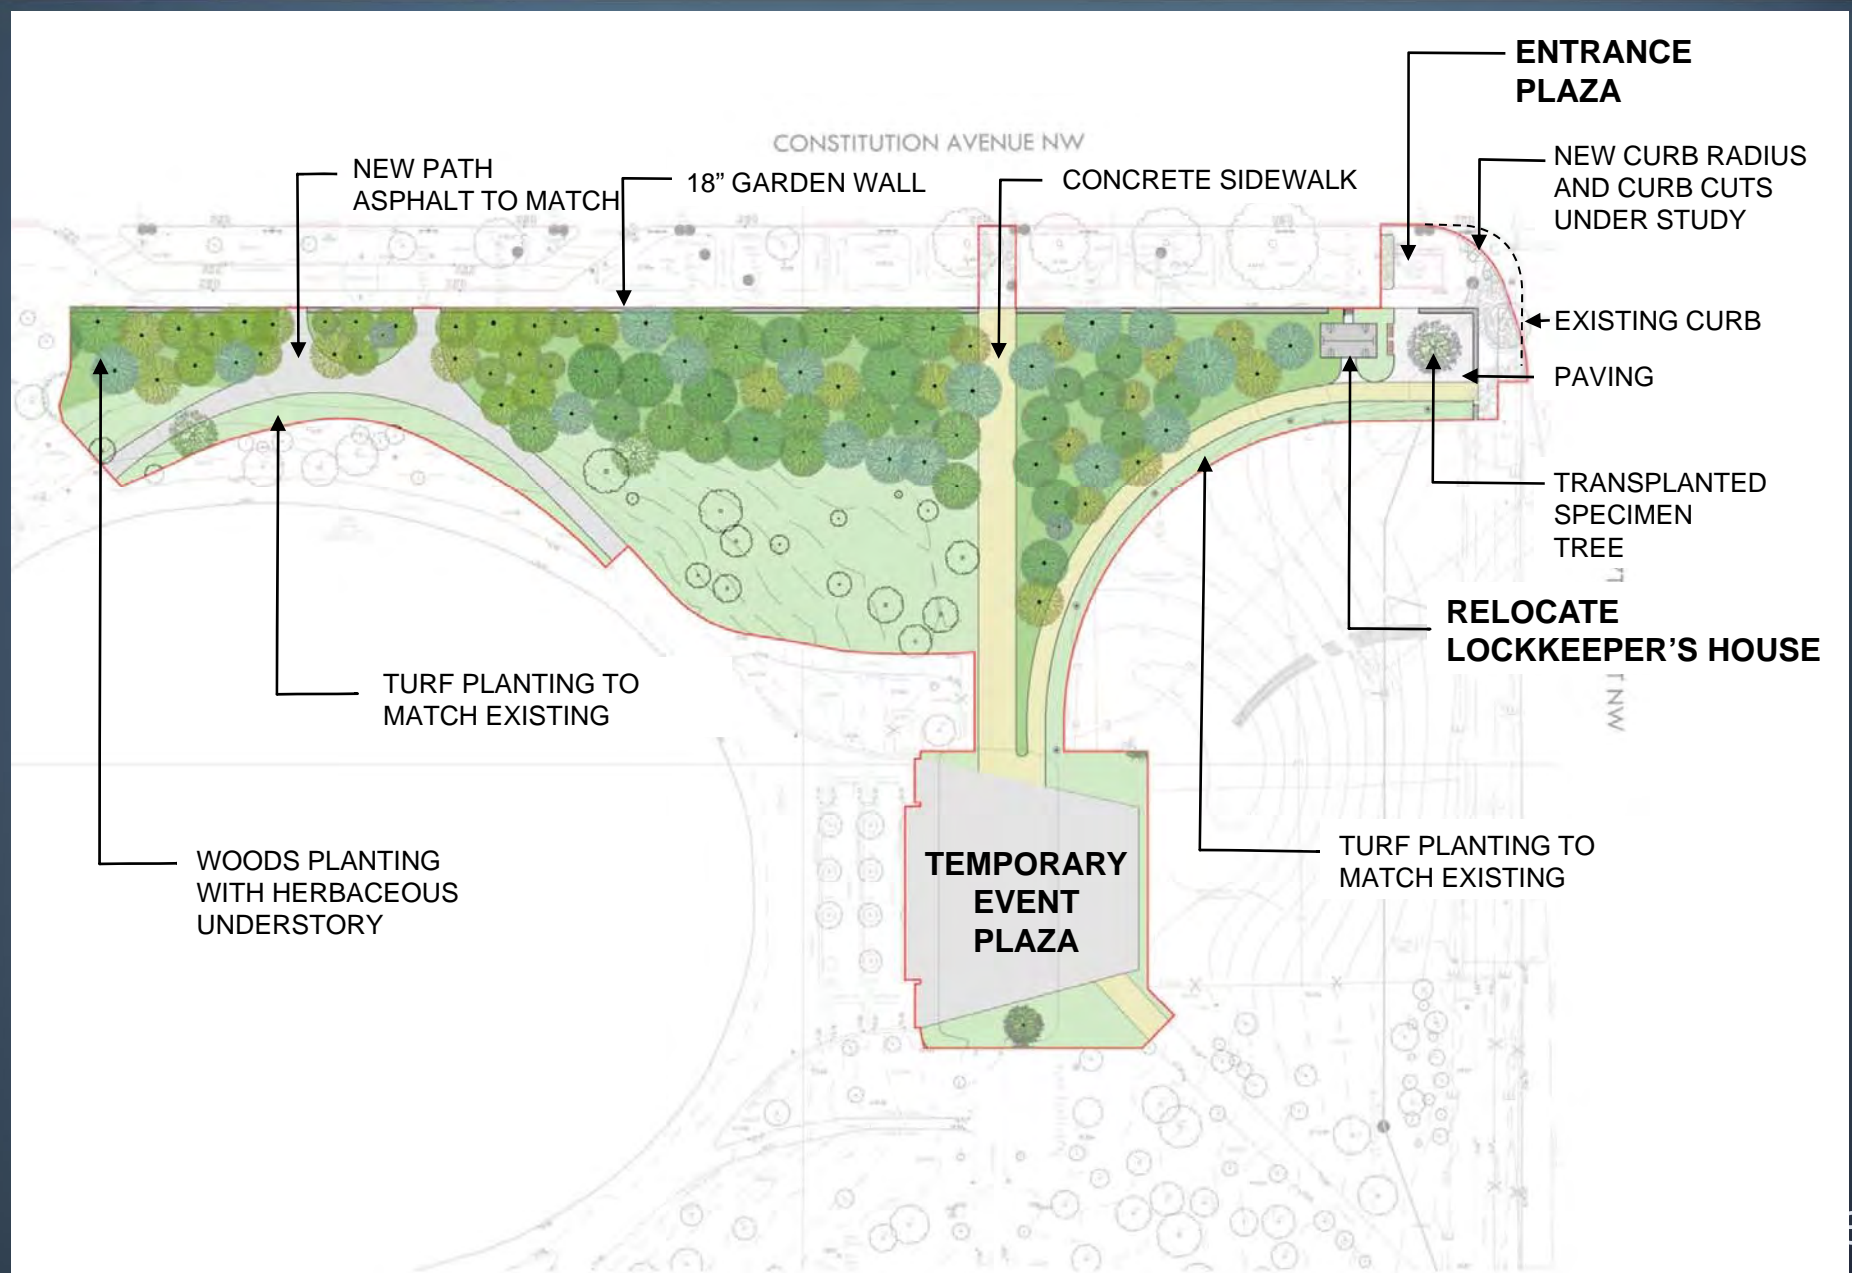 ENTRANCE
PLAZA
CONSTITUTION AVENUE NW
NEW PATH
ASPHALT TO MATCH
18” GARDEN WALL
CONCRETE SIDEWALK
NEW CURB RADIUS
AND CURB CUTS
UNDER STUDY
EXISTING CURB
PAVING
TRANSPLANTED
SPECIMEN
TREE
RELOCATE
LOCKKEEPER’S HOUSE
NW
TURF PLANTING TO
MATCH EXISTING
WOODS PLANTING
WITH HERBACEOUS
UNDERSTORY
TEMPORARY
EVENT
PLAZA
TURF PLANTING TO
MATCH EXISTING